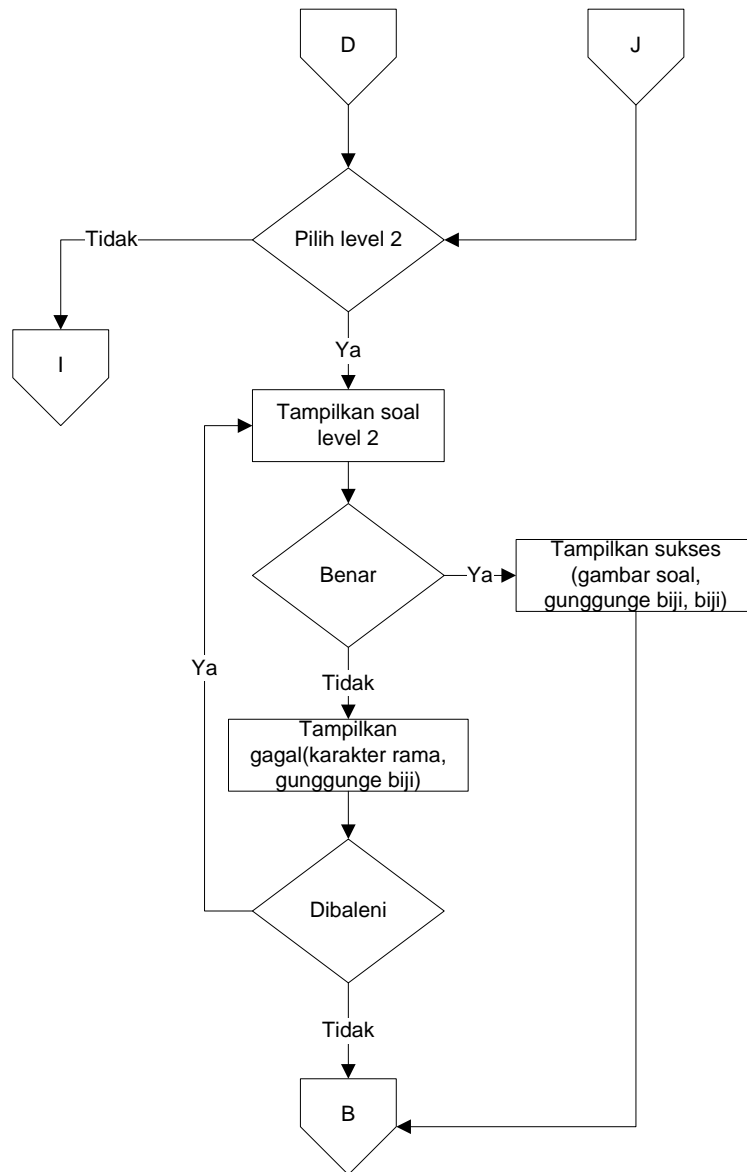 D
J
Pilih level 2
Tidak
I
Ya
Tampilkan soal
level 2
Benar
Ya
Tampilkan sukses
(gambar soal,
gunggunge biji, biji)
Ya
Tidak
Tampilkan
gagal(karakter rama,
gunggunge biji)
Dibaleni
Tidak
B